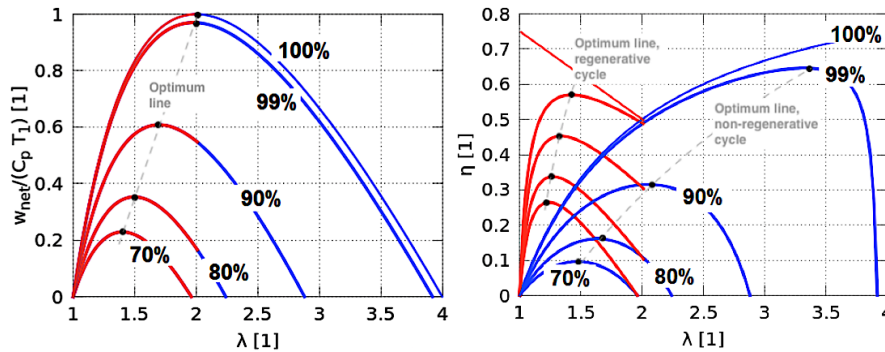 w_net/(C_p T_1) [1]
1
0.8
0.6
0.4
0.2
0
Optimum
line
100%
99%
90%
80%
70%
1 1.5 2 2.5 3 3.5 4
λ [1]
η [1]
0.8
0.7
0.6
0.5
0.4
0.3
0.2
0.1
0
Optimum line,
regenerative
cycle
100%
99%
Optimum line,
non-regenerative
cycle
90%
80%
70%
1 1.5 2 2.5 3 3.5 4
λ [1]